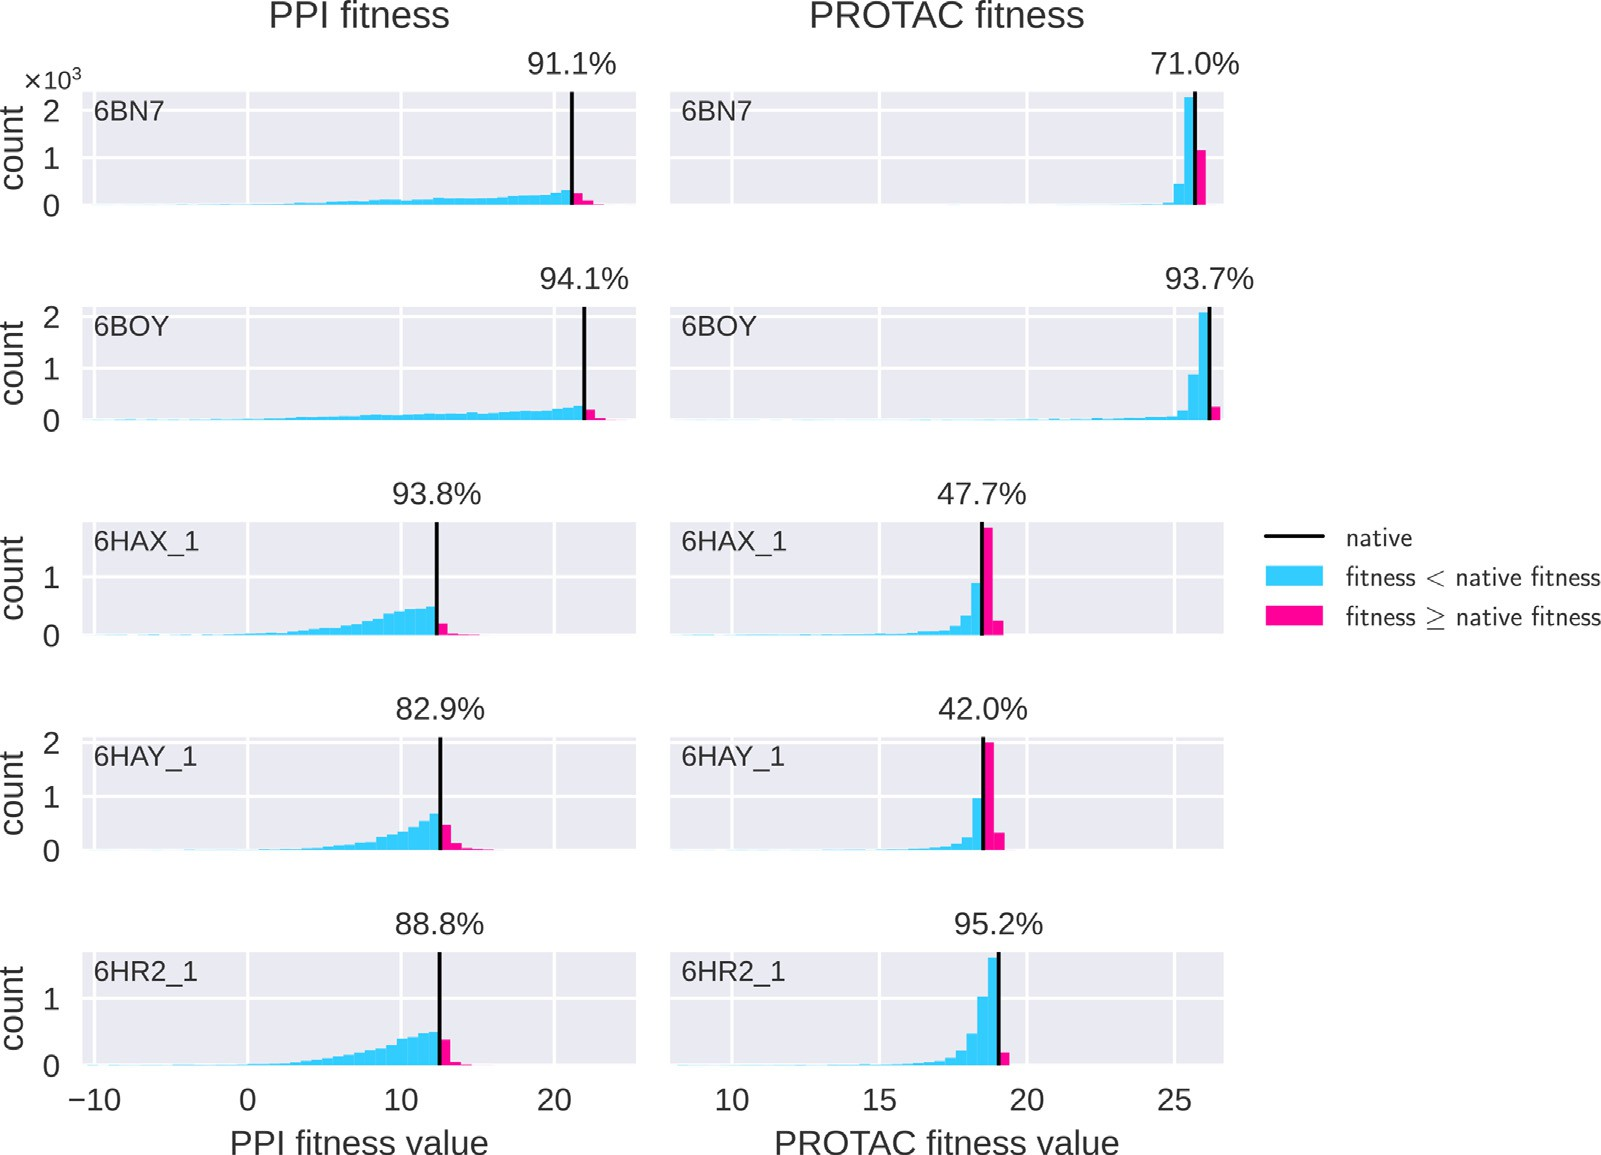 PPI fitness PROTAC fitness
91.1% 71.0%
×10³
count 2 1 0 6BN7 6BN7
94.1% 93.7%
count 2 1 0 6BOY 6BOY
93.8% 47.7%
count 1 0 6HAX_1 6HAX_1
native
fitness < native fitness
fitness ≥ native fitness
82.9% 42.0%
count 2 1 0 6HAY_1 6HAY_1
88.8% 95.2%
count 1 0 6HR2_1 6HR2_1
−10 0 10 20 10 15 20 25
PPI fitness value PROTAC fitness value